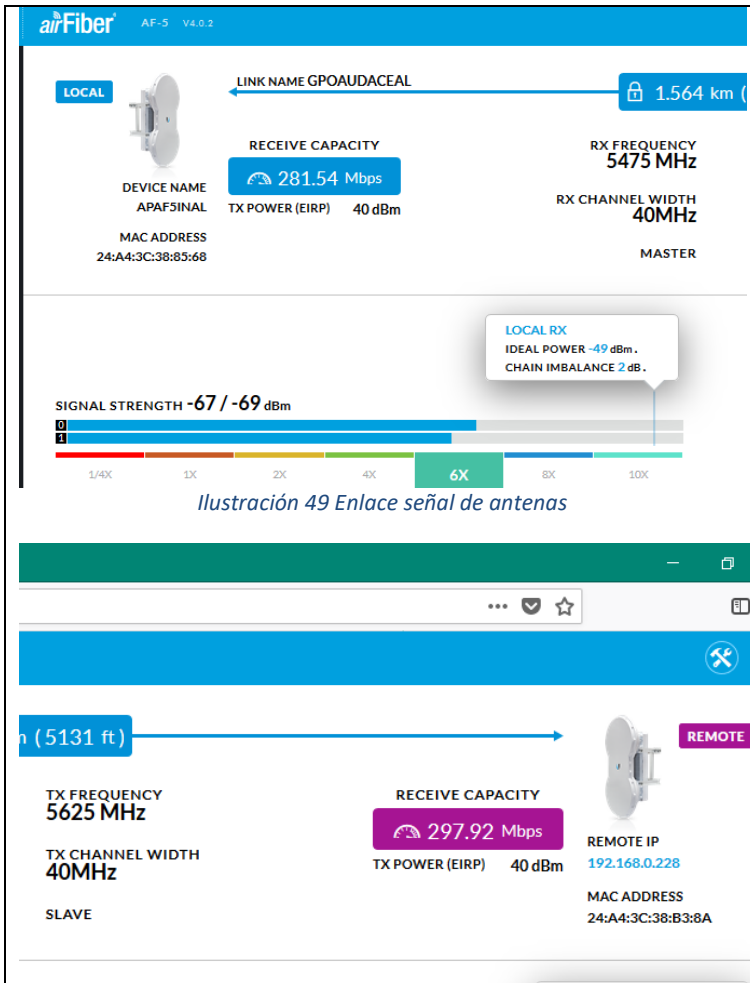 airFiber® AF-5 V4.0.2
LOCAL
LINK NAME GPOAUDACEAL
1.564 km (
RECEIVE CAPACITY
281.54 Mbps
TX POWER (EIRP) 40 dBm
RX FREQUENCY
5475 MHz
RX CHANNEL WIDTH
40MHz
MASTER
DEVICE NAME
APAF5INAL
MAC ADDRESS
24:A4:3C:38:85:68
LOCAL RX
IDEAL POWER -49 dBm.
CHAIN IMBALANCE 2 dB.
SIGNAL STRENGTH -67 / -69 dBm
0
1
1/4X 1X 2X 4X 6X 8X 10X
Ilustración 49 Enlace señal de antenas
(5131 ft)
REMOTE
TX FREQUENCY
5625 MHz
TX CHANNEL WIDTH
40MHz
SLAVE
RECEIVE CAPACITY
297.92 Mbps
TX POWER (EIRP) 40 dBm
REMOTE IP
192.168.0.228
MAC ADDRESS
24:A4:3C:38:B3:8A